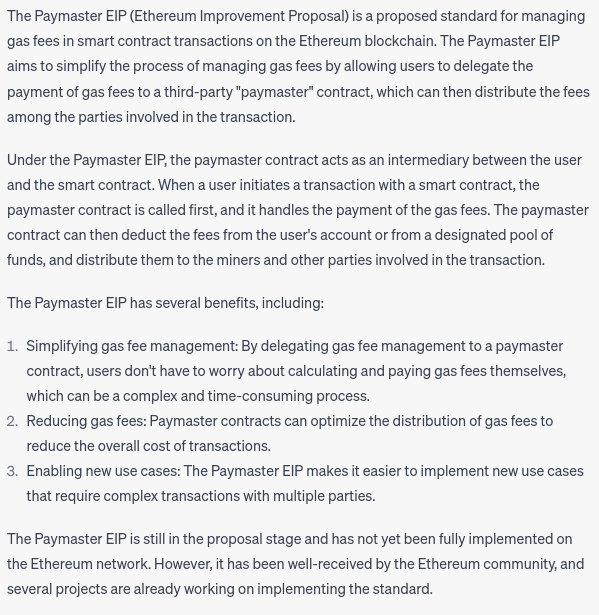 The Paymaster EIP (Ethereum Improvement Proposal) is a proposed standard for managing
gas fees in smart contract transactions on the Ethereum blockchain. The Paymaster EIP
aims to simplify the process of managing gas fees by allowing users to delegate the
payment of gas fees to a third-party "paymaster" contract, which can then distribute the fees
among the parties involved in the transaction.
Under the Paymaster EIP, the paymaster contract acts as an intermediary between the user
and the smart contract. When a user initiates a transaction with a smart contract, the
paymaster contract is called first, and it handles the payment of the gas fees. The paymaster
contract can then deduct the fees from the user's account or from a designated pool of
funds, and distribute them to the miners and other parties involved in the transaction.
The Paymaster EIP has several benefits, including:
1. Simplifying gas fee management: By delegating gas fee management to a paymaster
contract, users don't have to worry about calculating and paying gas fees themselves,
which can be a complex and time-consuming process.
2. Reducing gas fees: Paymaster contracts can optimize the distribution of gas fees to
reduce the overall cost of transactions.
3. Enabling new use cases: The Paymaster EIP makes it easier to implement new use cases
that require complex transactions with multiple parties.
The Paymaster EIP is still in the proposal stage and has not yet been fully implemented on
the Ethereum network. However, it has been well-received by the Ethereum community, and
several projects are already working on implementing the standard.